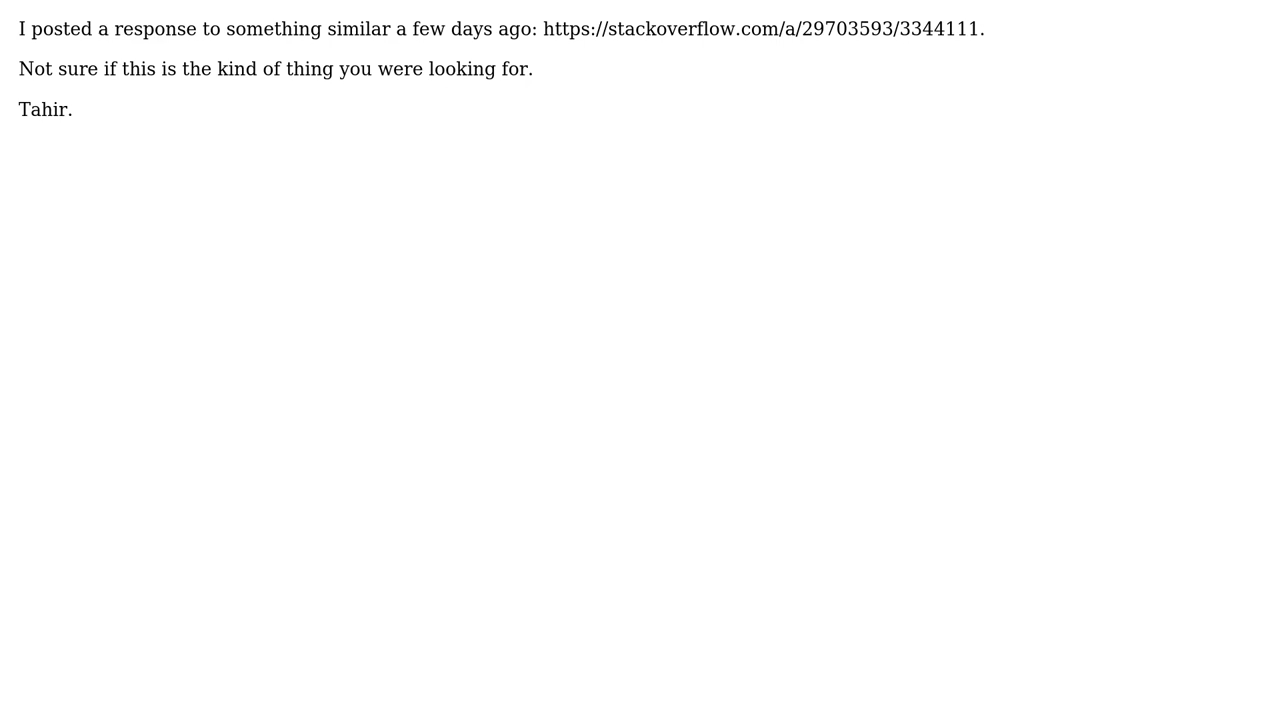 I posted a response to something similar a few days ago: https://stackoverflow.com/a/29703593/3344111.
Not sure if this is the kind of thing you were looking for.
Tahir.